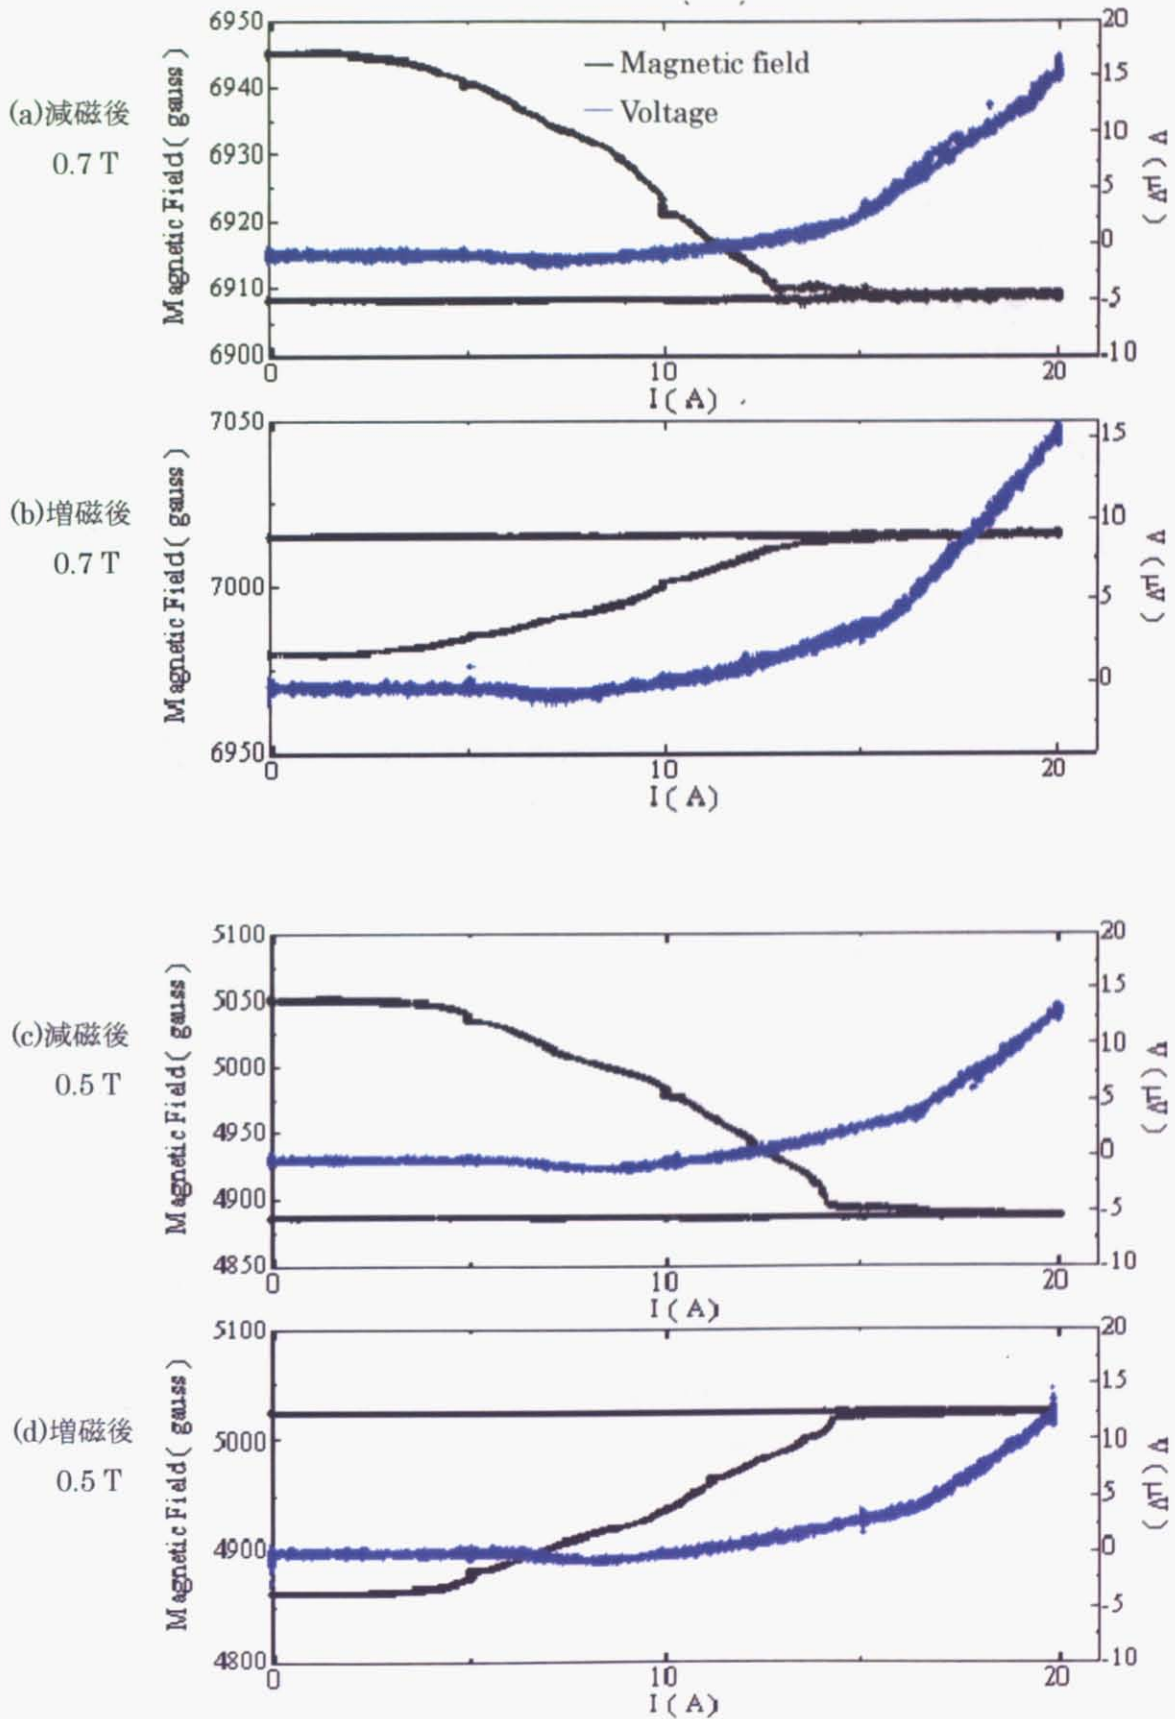 (a)減磁後
0.7 T
Magnetic Field( gauss )
6950
6940
6930
6920
6910
6900
Magnetic field
Voltage
20
15
10
5
0
-5
-10
V ( μV )
0
10
20
I ( A )
(b)増磁後
0.7 T
Magnetic Field( gauss )
7050
7000
6950
15
10
5
0
V ( μV )
0
10
20
I ( A )
(c)減磁後
0.5 T
Magnetic Field( gauss )
5100
5050
5000
4950
4900
4850
20
15
10
5
0
-5
-10
V ( μV )
0
10
20
I ( A )
(d)増磁後
0.5 T
Magnetic Field( gauss )
5100
5000
4900
4800
20
15
10
5
0
-5
-10
V ( μV )
0
10
20
I ( A )